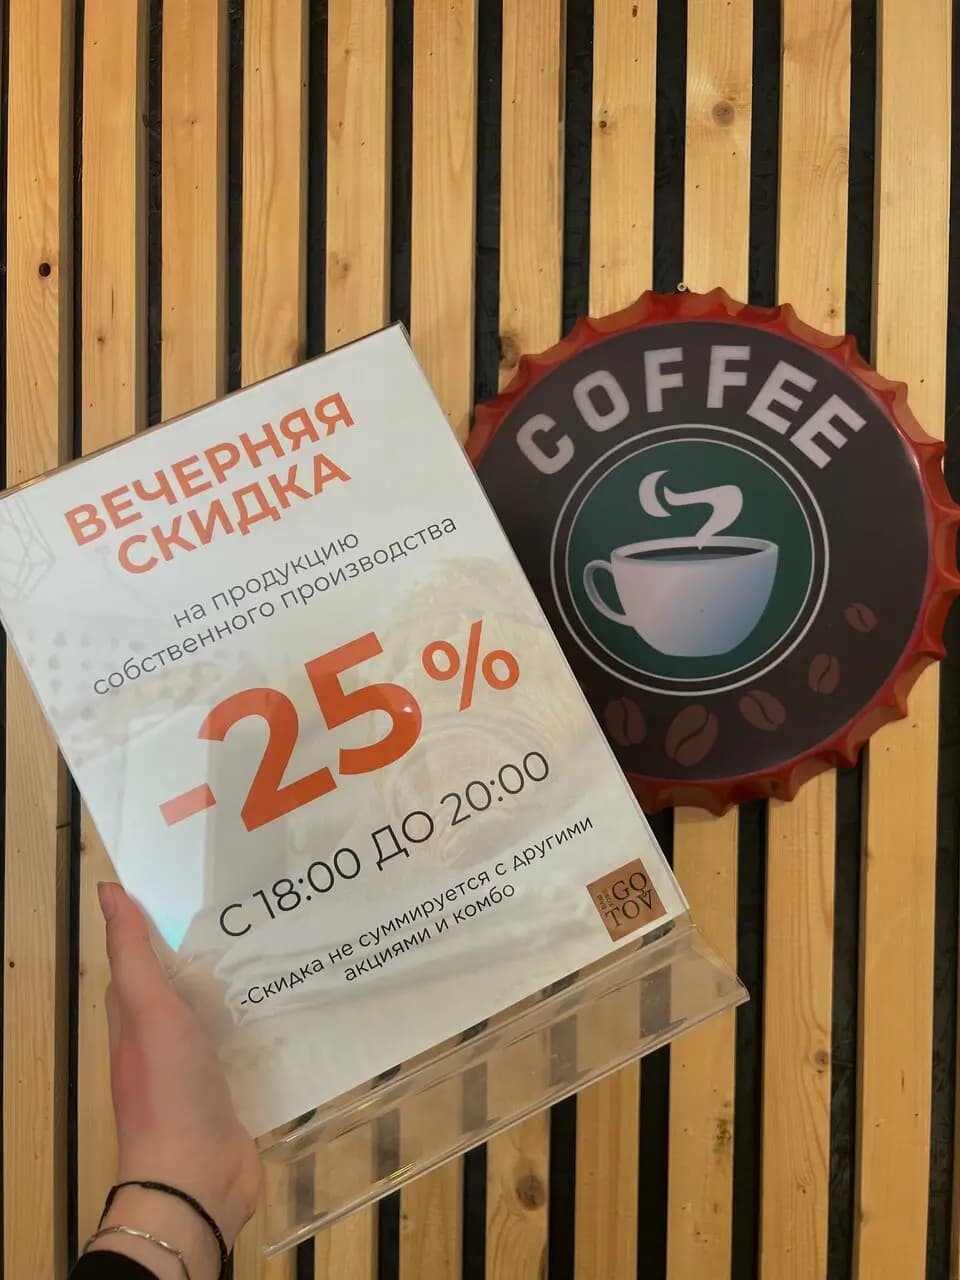 ВЕЧЕРНЯЯ
СКИДКА
на продукцию
собственного производства
-25%
С 18:00 ДО 20:00
-Скидка не суммируется с другими
акциями и комбо
GO
TOV
COFFEE